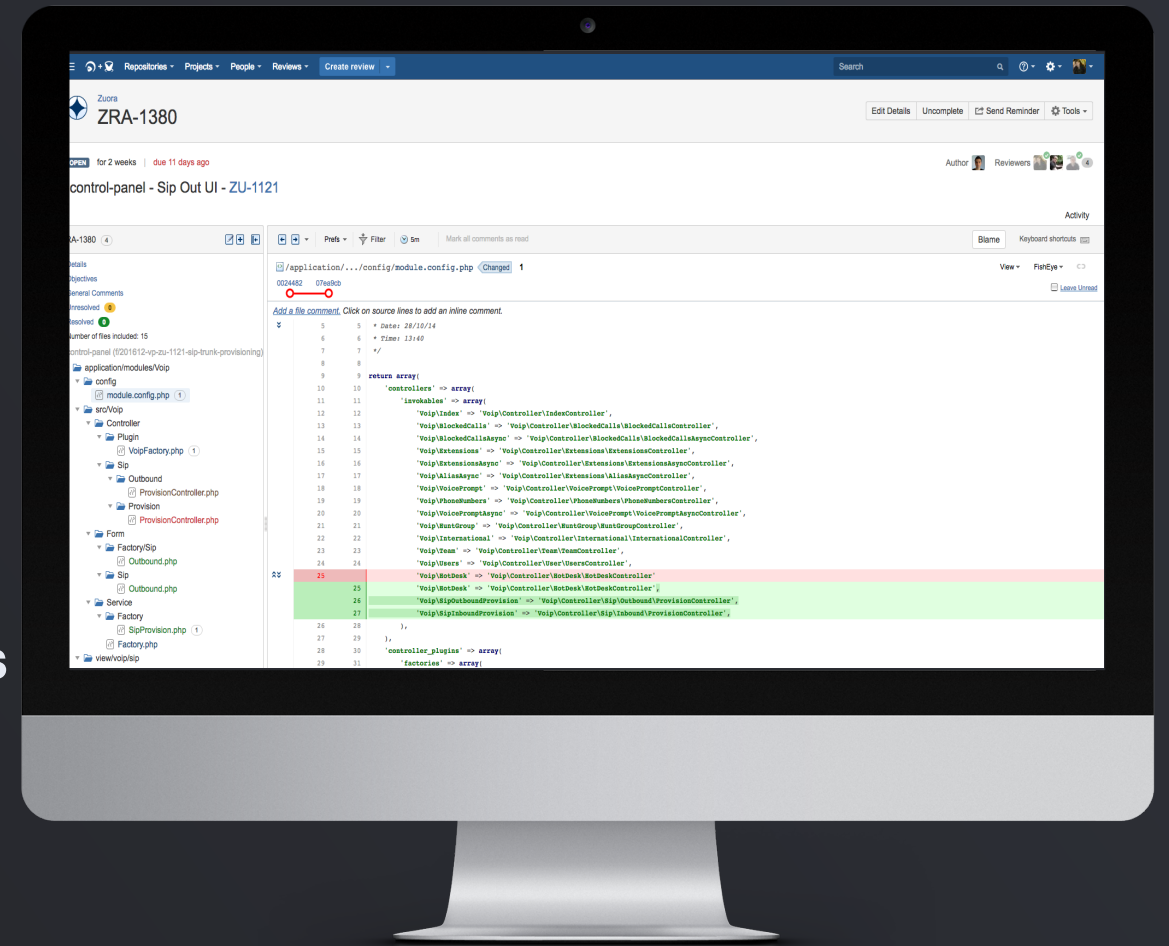 Repositories Projects People Reviews Create review Search
Zuora
ZRA-1380
Edit Details Uncomplete Send Reminder Tools
OPEN for 2 weeks | due 11 days ago
Author Reviewers 4
control-panel - Sip Out UI - ZU-1121
Activity
RA-1380 4
Prefs Filter 5m Mark all comments as read Blame Keyboard shortcuts
etails
bjectives
eneral Comments
nresolved 0
esolved 0
umber of files included: 15
ontrol-panel (f/201612-vp-zu-1121-sip-trunk-provisioning)
application/modules/Voip
config
module.config.php 1
src/Voip
Controller
Plugin
VoipFactory.php 1
Sip
Outbound
ProvisionController.php
Provision
ProvisionController.php
Form
Factory/Sip
Outbound.php
Sip
Outbound.php
Service
Factory
SipProvision.php 1
Factory.php
view/voip/sip
/application/.../config/module.config.php Changed 1
View FishEye
0024482 07ea9cb
Leave Unread
Add a file comment. Click on source lines to add an inline comment.
5 5 * Date: 28/10/14
6 6 * Time: 13:40
7 7 */
8 8
9 9 return array(
10 10 'controllers' => array(
11 11 'invokables' => array(
12 12 'Voip\Index' => 'Voip\Controller\IndexController',
13 13 'Voip\BlockedCalls' => 'Voip\Controller\BlockedCalls\BlockedCallsController',
14 14 'Voip\BlockedCallsAsync' => 'Voip\Controller\BlockedCalls\BlockedCallsAsyncController',
15 15 'Voip\Extensions' => 'Voip\Controller\Extensions\ExtensionsController',
16 16 'Voip\ExtensionsAsync' => 'Voip\Controller\Extensions\ExtensionsAsyncController',
17 17 'Voip\AliasAsync' => 'Voip\Controller\Extensions\AliasAsyncController',
18 18 'Voip\VoicePrompt' => 'Voip\Controller\VoicePrompt\VoicePromptController',
19 19 'Voip\PhoneNumbers' => 'Voip\Controller\PhoneNumbers\PhoneNumbersController',
20 20 'Voip\VoicePromptAsync' => 'Voip\Controller\VoicePrompt\VoicePromptAsyncController',
21 21 'Voip\HuntGroup' => 'Voip\Controller\HuntGroup\HuntGroupController',
22 22 'Voip\International' => 'Voip\Controller\International\InternationalController',
23 23 'Voip\Team' => 'Voip\Controller\Team\TeamController',
24 24 'Voip\Users' => 'Voip\Controller\User\UsersController',
25 'Voip\HotDesk' => 'Voip\Controller\HotDesk\HotDeskController'
25 'Voip\HotDesk' => 'Voip\Controller\HotDesk\HotDeskController',
26 'Voip\SipOutboundProvision' => 'Voip\Controller\Sip\Outbound\ProvisionController',
27 'Voip\SipInboundProvision' => 'Voip\Controller\Sip\Inbound\ProvisionController',
26 28 ),
27 29 ),
28 30 'controller_plugins' => array(
29 31 'factories' => array(
s